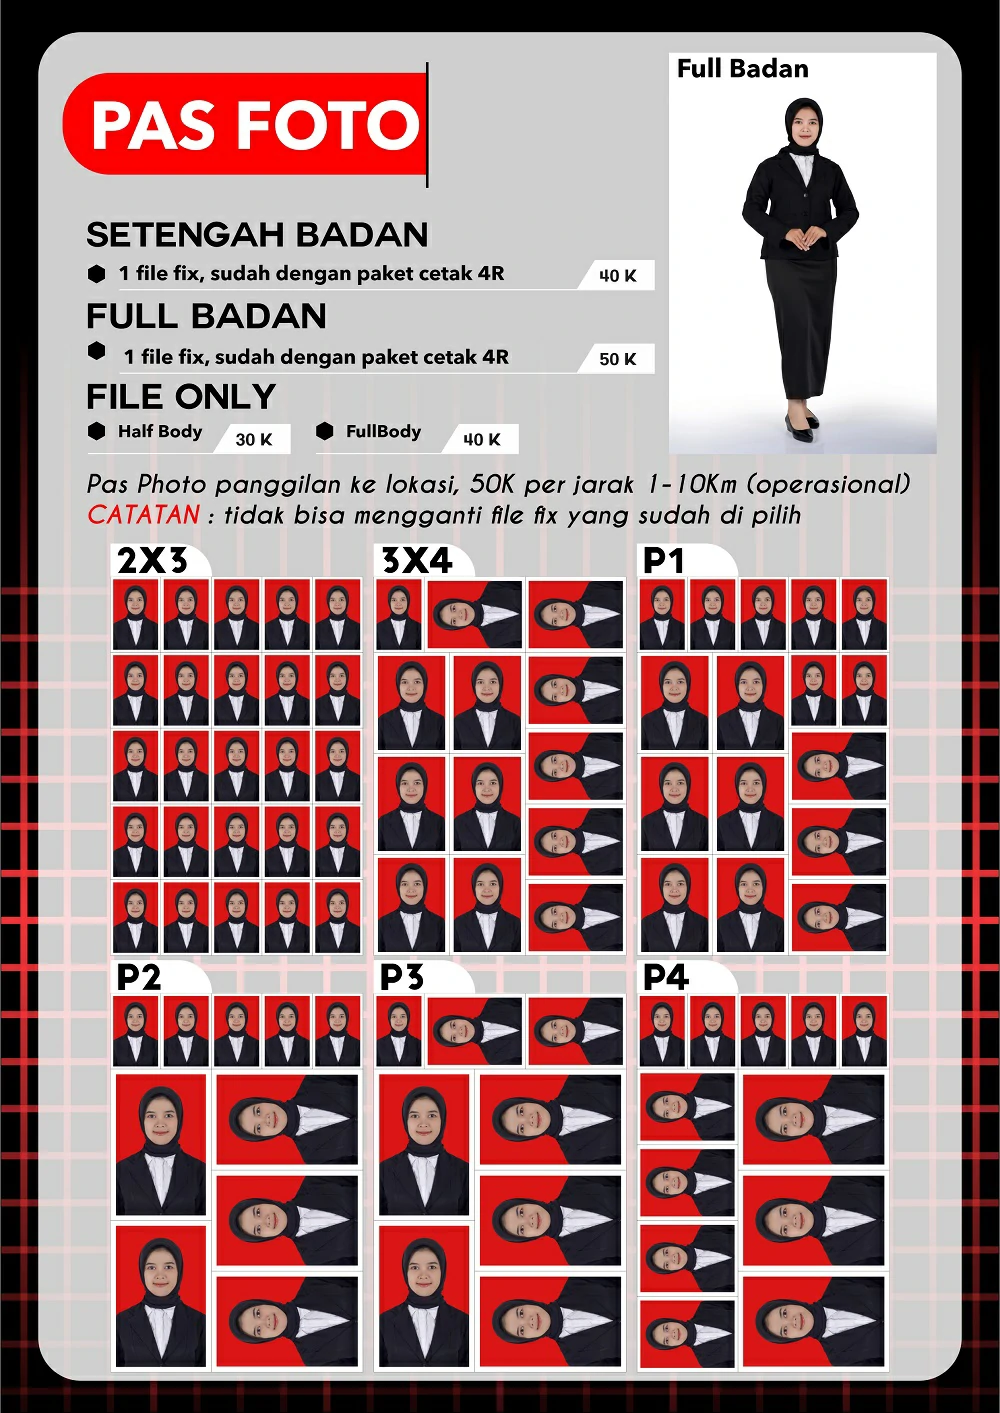 PAS FOTO
Full Badan
SETENGAH BADAN
1 file fix, sudah dengan paket cetak 4R
40 K
FULL BADAN
1 file fix, sudah dengan paket cetak 4R
50 K
FILE ONLY
Half Body
30 K
FullBody
40 K
Pas Photo panggilan ke lokasi, 50K per jarak 1-10Km (operasional)
CATATAN : tidak bisa mengganti file fix yang sudah di pilih
2X3
3X4
P1
P2
P3
P4